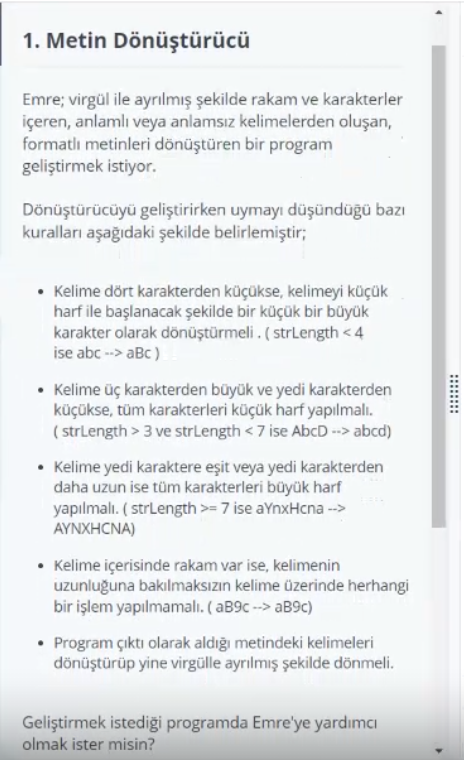 1. Metin Dönüştürücü
Emre; virgül ile ayrılmış şekilde rakam ve karakterler
içeren, anlamlı veya anlamsız kelimelerden oluşan,
formatlı metinleri dönüştüren bir program
geliştirmek istiyor.
Dönüştürücüyü geliştirirken uymayı düşündüğü bazı
kuralları aşağıdaki şekilde belirlemiştir;
• Kelime dört karakterden küçükse, kelimeyi küçük
harf ile başlanacak şekilde bir küçük bir büyük
karakter olarak dönüştürmeli . ( strLength < 4
ise abc --> aBc )
• Kelime üç karakterden büyük ve yedi karakterden
küçükse, tüm karakterleri küçük harf yapılmalı.
( strLength > 3 ve strLength < 7 ise AbcD --> abcd)
• Kelime yedi karaktere eşit veya yedi karakterden
daha uzun ise tüm karakterleri büyük harf
yapılmalı. ( strLength >= 7 ise aYnxHcna -->
AYNXHCNA)
• Kelime içerisinde rakam var ise, kelimenin
uzunluğuna bakılmaksızın kelime üzerinde herhangi
bir işlem yapılmamalı. ( aB9c --> aB9c)
• Program çıktı olarak aldığı metindeki kelimeleri
dönüştürüp yine virgülle ayrılmış şekilde dönmeli.
Geliştirmek istediği programda Emre'ye yardımcı
olmak ister misin?